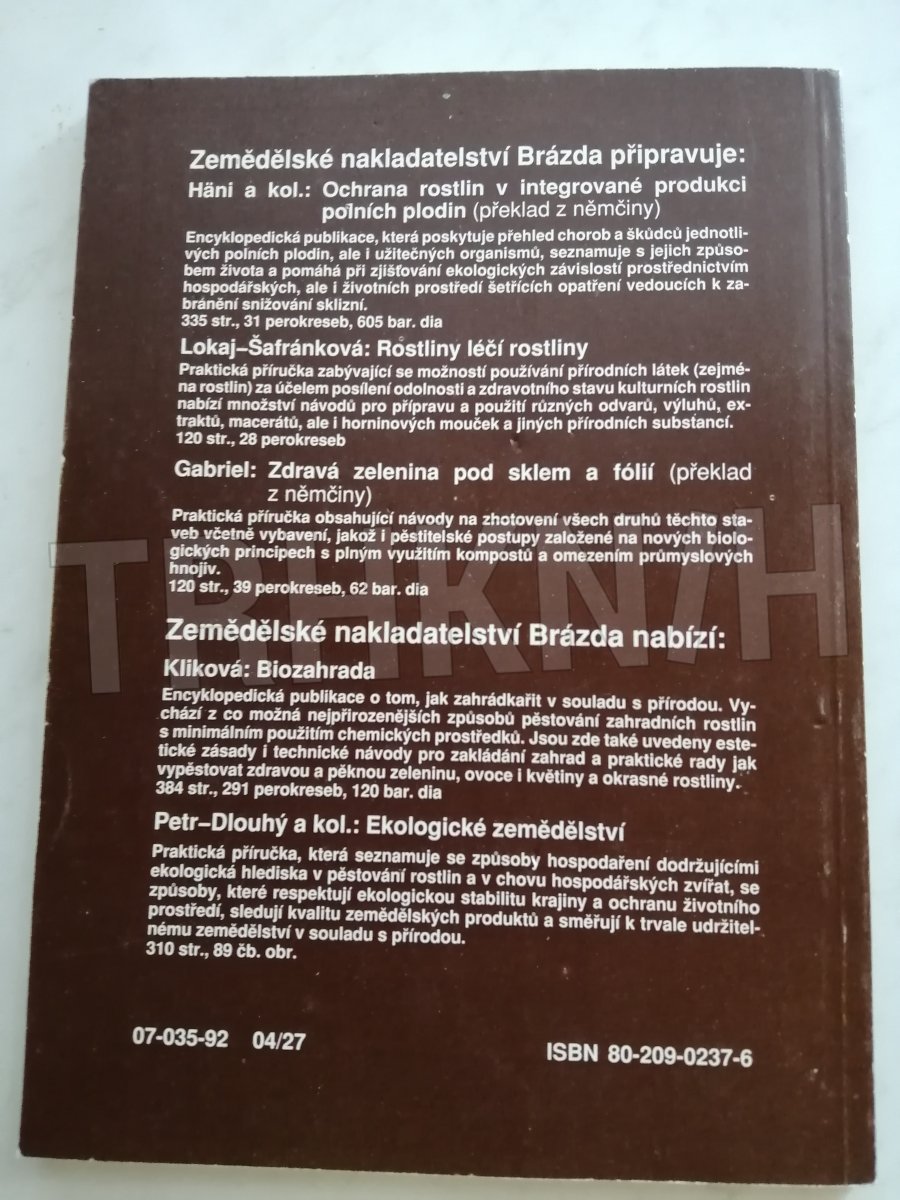 Zemědělské nakladatelství Brázda připravuje:
Häni a kol.: Ochrana rostlin v integrované produkci
polních plodin (překlad z němčiny)
Encyklopedická publikace, která poskytuje přehled chorob a škůdců jednotli-
vých polních plodin, ale i užitečných organismů, seznamuje s jejich způso-
bem života a pomáhá při zjišťování ekologických závislostí prostřednictvím
hospodářských, ale i životních prostředí šetřících opatření vedoucích k za-
bránění snižování sklizní.
335 str., 31 perokreseb, 605 bar. dia
Lokaj–Šafránková: Rostliny léčí rostliny
Praktická příručka zabývající se možností používání přírodních látek (zejmé-
na rostlin) za účelem posílení odolnosti a zdravotního stavu kulturních rostlin
nabízí množství návodů pro přípravu a použití různých odvarů, výluhů, ex-
traktů, macerátů, ale i horninových mouček a jiných přírodních substancí.
120 str., 28 perokreseb
Gabriel: Zdravá zelenina pod sklem a fólií (překlad
z němčiny)
Praktická příručka obsahující návody na zhotovení všech druhů těchto sta-
veb včetně vybavení, jakož i pěstitelské postupy založené na nových biolo-
gických principech s plným využitím kompostů a omezením průmyslových
hnojiv.
120 str., 39 perokreseb, 62 bar. dia
TRHKNIH
Zemědělské nakladatelství Brázda nabízí:
Kliková: Biozahrada
Encyklopedická publikace o tom, jak zahrádkařit v souladu s přírodou. Vy-
chází z co možná nejpřirozenějších způsobů pěstování zahradních rostlin
s minimálním použitím chemických prostředků. Jsou zde také uvedeny este-
tické zásady i technické návody pro zakládání zahrad a praktické rady jak
vypěstovat zdravou a pěknou zeleninu, ovoce i květiny a okrasné rostliny.
384 str., 291 perokreseb, 120 bar. dia
Petr–Dlouhý a kol.: Ekologické zemědělství
Praktická příručka, která seznamuje se způsoby hospodaření dodržujícími
ekologická hlediska v pěstování rostlin a v chovu hospodářských zvířat, se
způsoby, které respektují ekologickou stabilitu krajiny a ochranu životního
prostředí, sledují kvalitu zemědělských produktů a směřují k trvale udržitel-
nému zemědělství v souladu s přírodou.
310 str., 89 čb. obr.
07-035-92 04/27
ISBN 80-209-0237-6